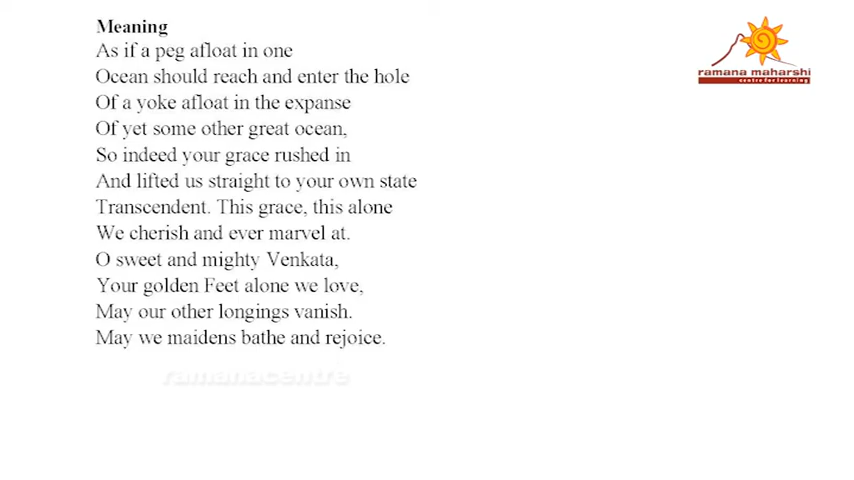 Meaning
As if a peg afloat in one
Ocean should reach and enter the hole
Of a yoke afloat in the expanse
Of yet some other great ocean,
So indeed your grace rushed in
And lifted us straight to your own state
Transcendent. This grace, this alone
We cherish and ever marvel at.
O sweet and mighty Venkata,
Your golden Feet alone we love,
May our other longings vanish.
May we maidens bathe and rejoice.
ramanacentre
ramana maharshi
centre for learning